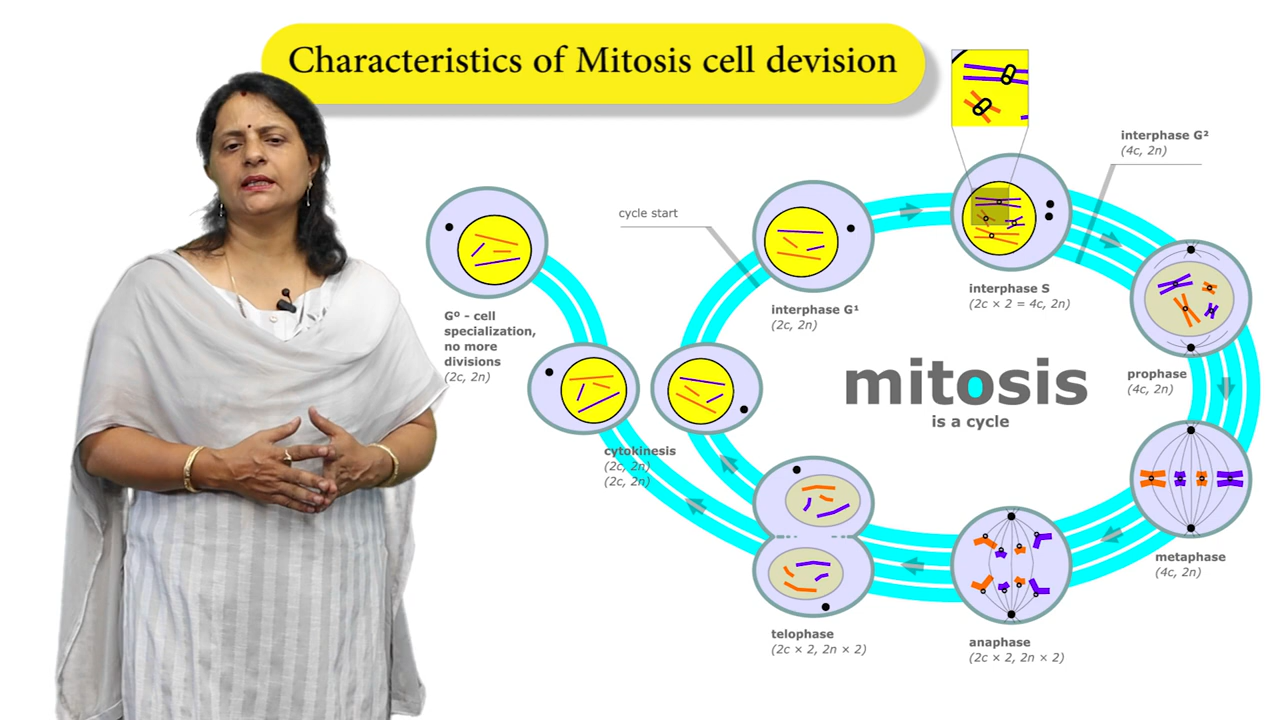 Characteristics of Mitosis cell devision
interphase G²
(4c, 2n)
cycle start
interphase S
(2c × 2 = 4c, 2n)
interphase G¹
(2c, 2n)
G⁰ - cell
specialization,
no more
divisions
(2c, 2n)
prophase
(4c, 2n)
mitosis
is a cycle
cytokinesis
(2c, 2n)
(2c, 2n)
metaphase
(4c, 2n)
telophase
(2c × 2, 2n × 2)
anaphase
(2c × 2, 2n × 2)